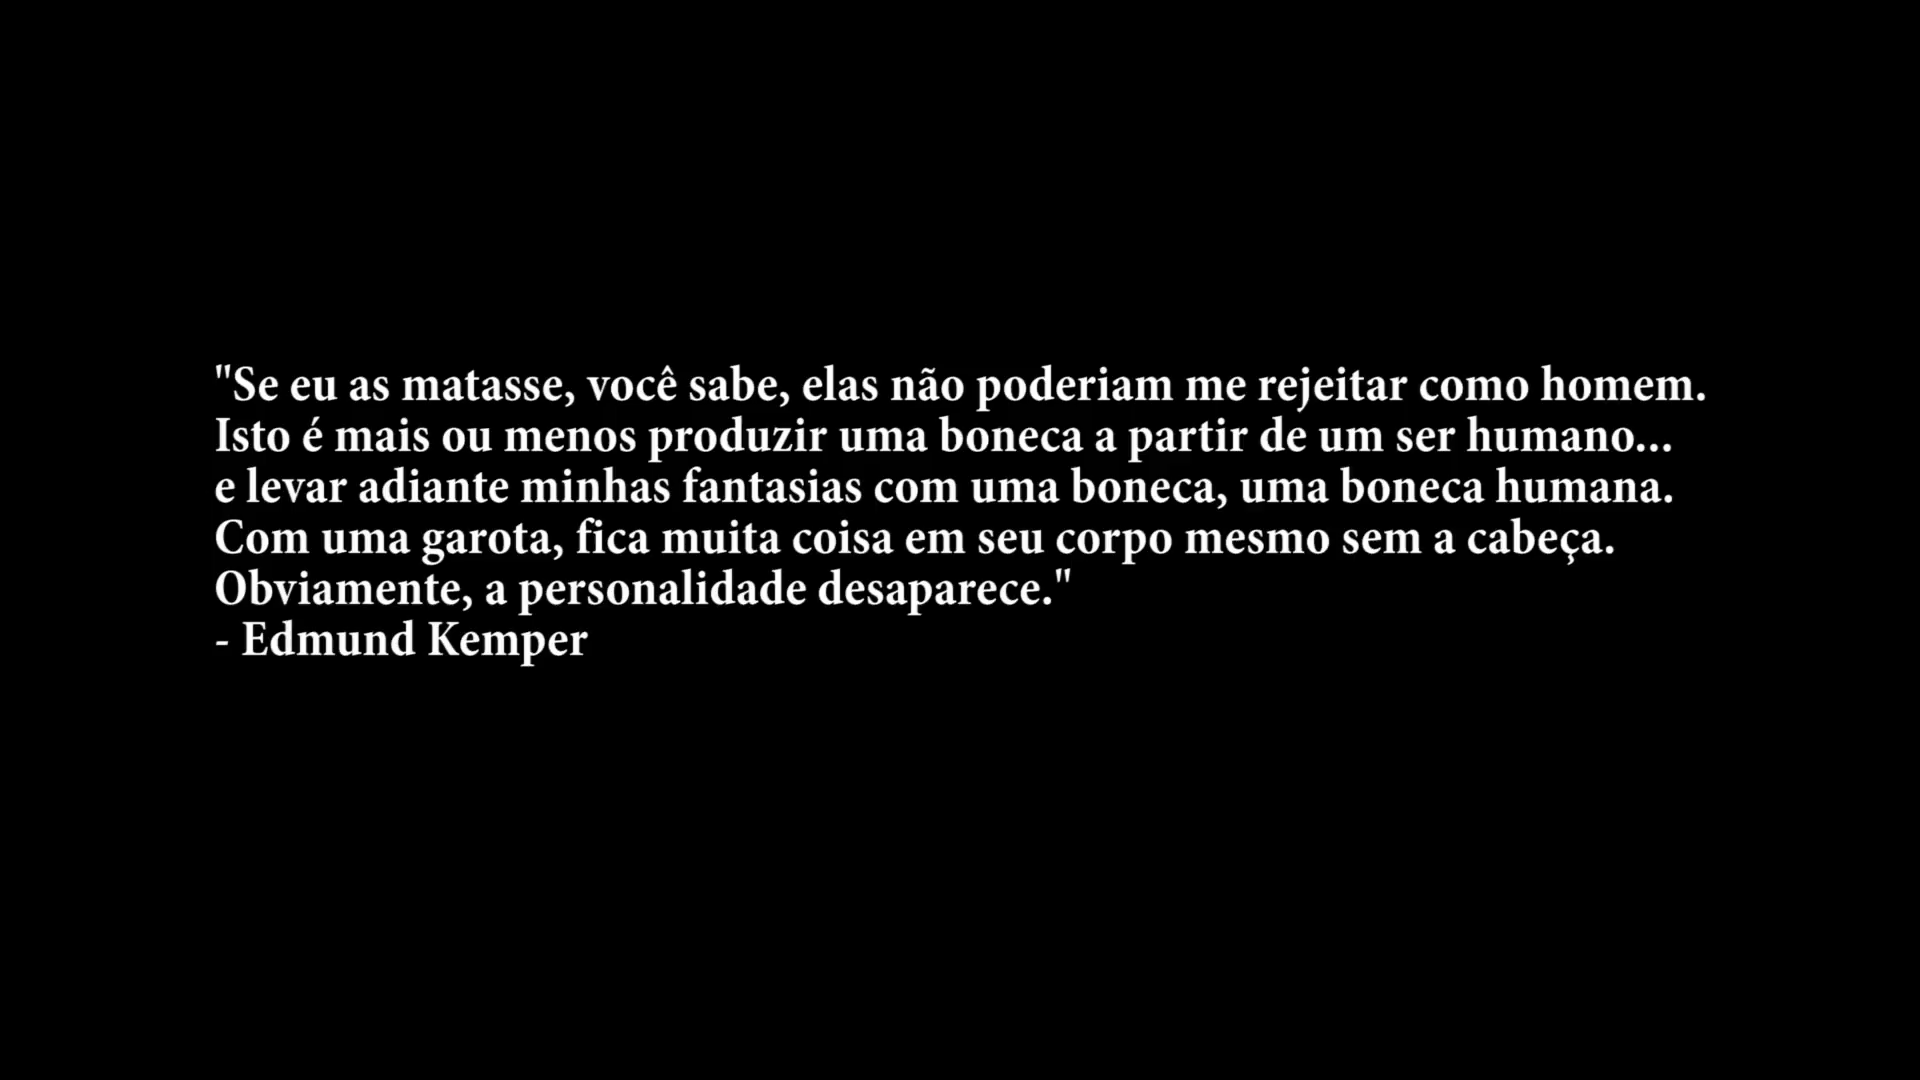 "Se eu as matasse, você sabe, elas não poderiam me rejeitar como homem.
Isto é mais ou menos produzir uma boneca a partir de um ser humano...
e levar adiante minhas fantasias com uma boneca, uma boneca humana.
Com uma garota, fica muita coisa em seu corpo mesmo sem a cabeça.
Obviamente, a personalidade desaparece."
- Edmund Kemper